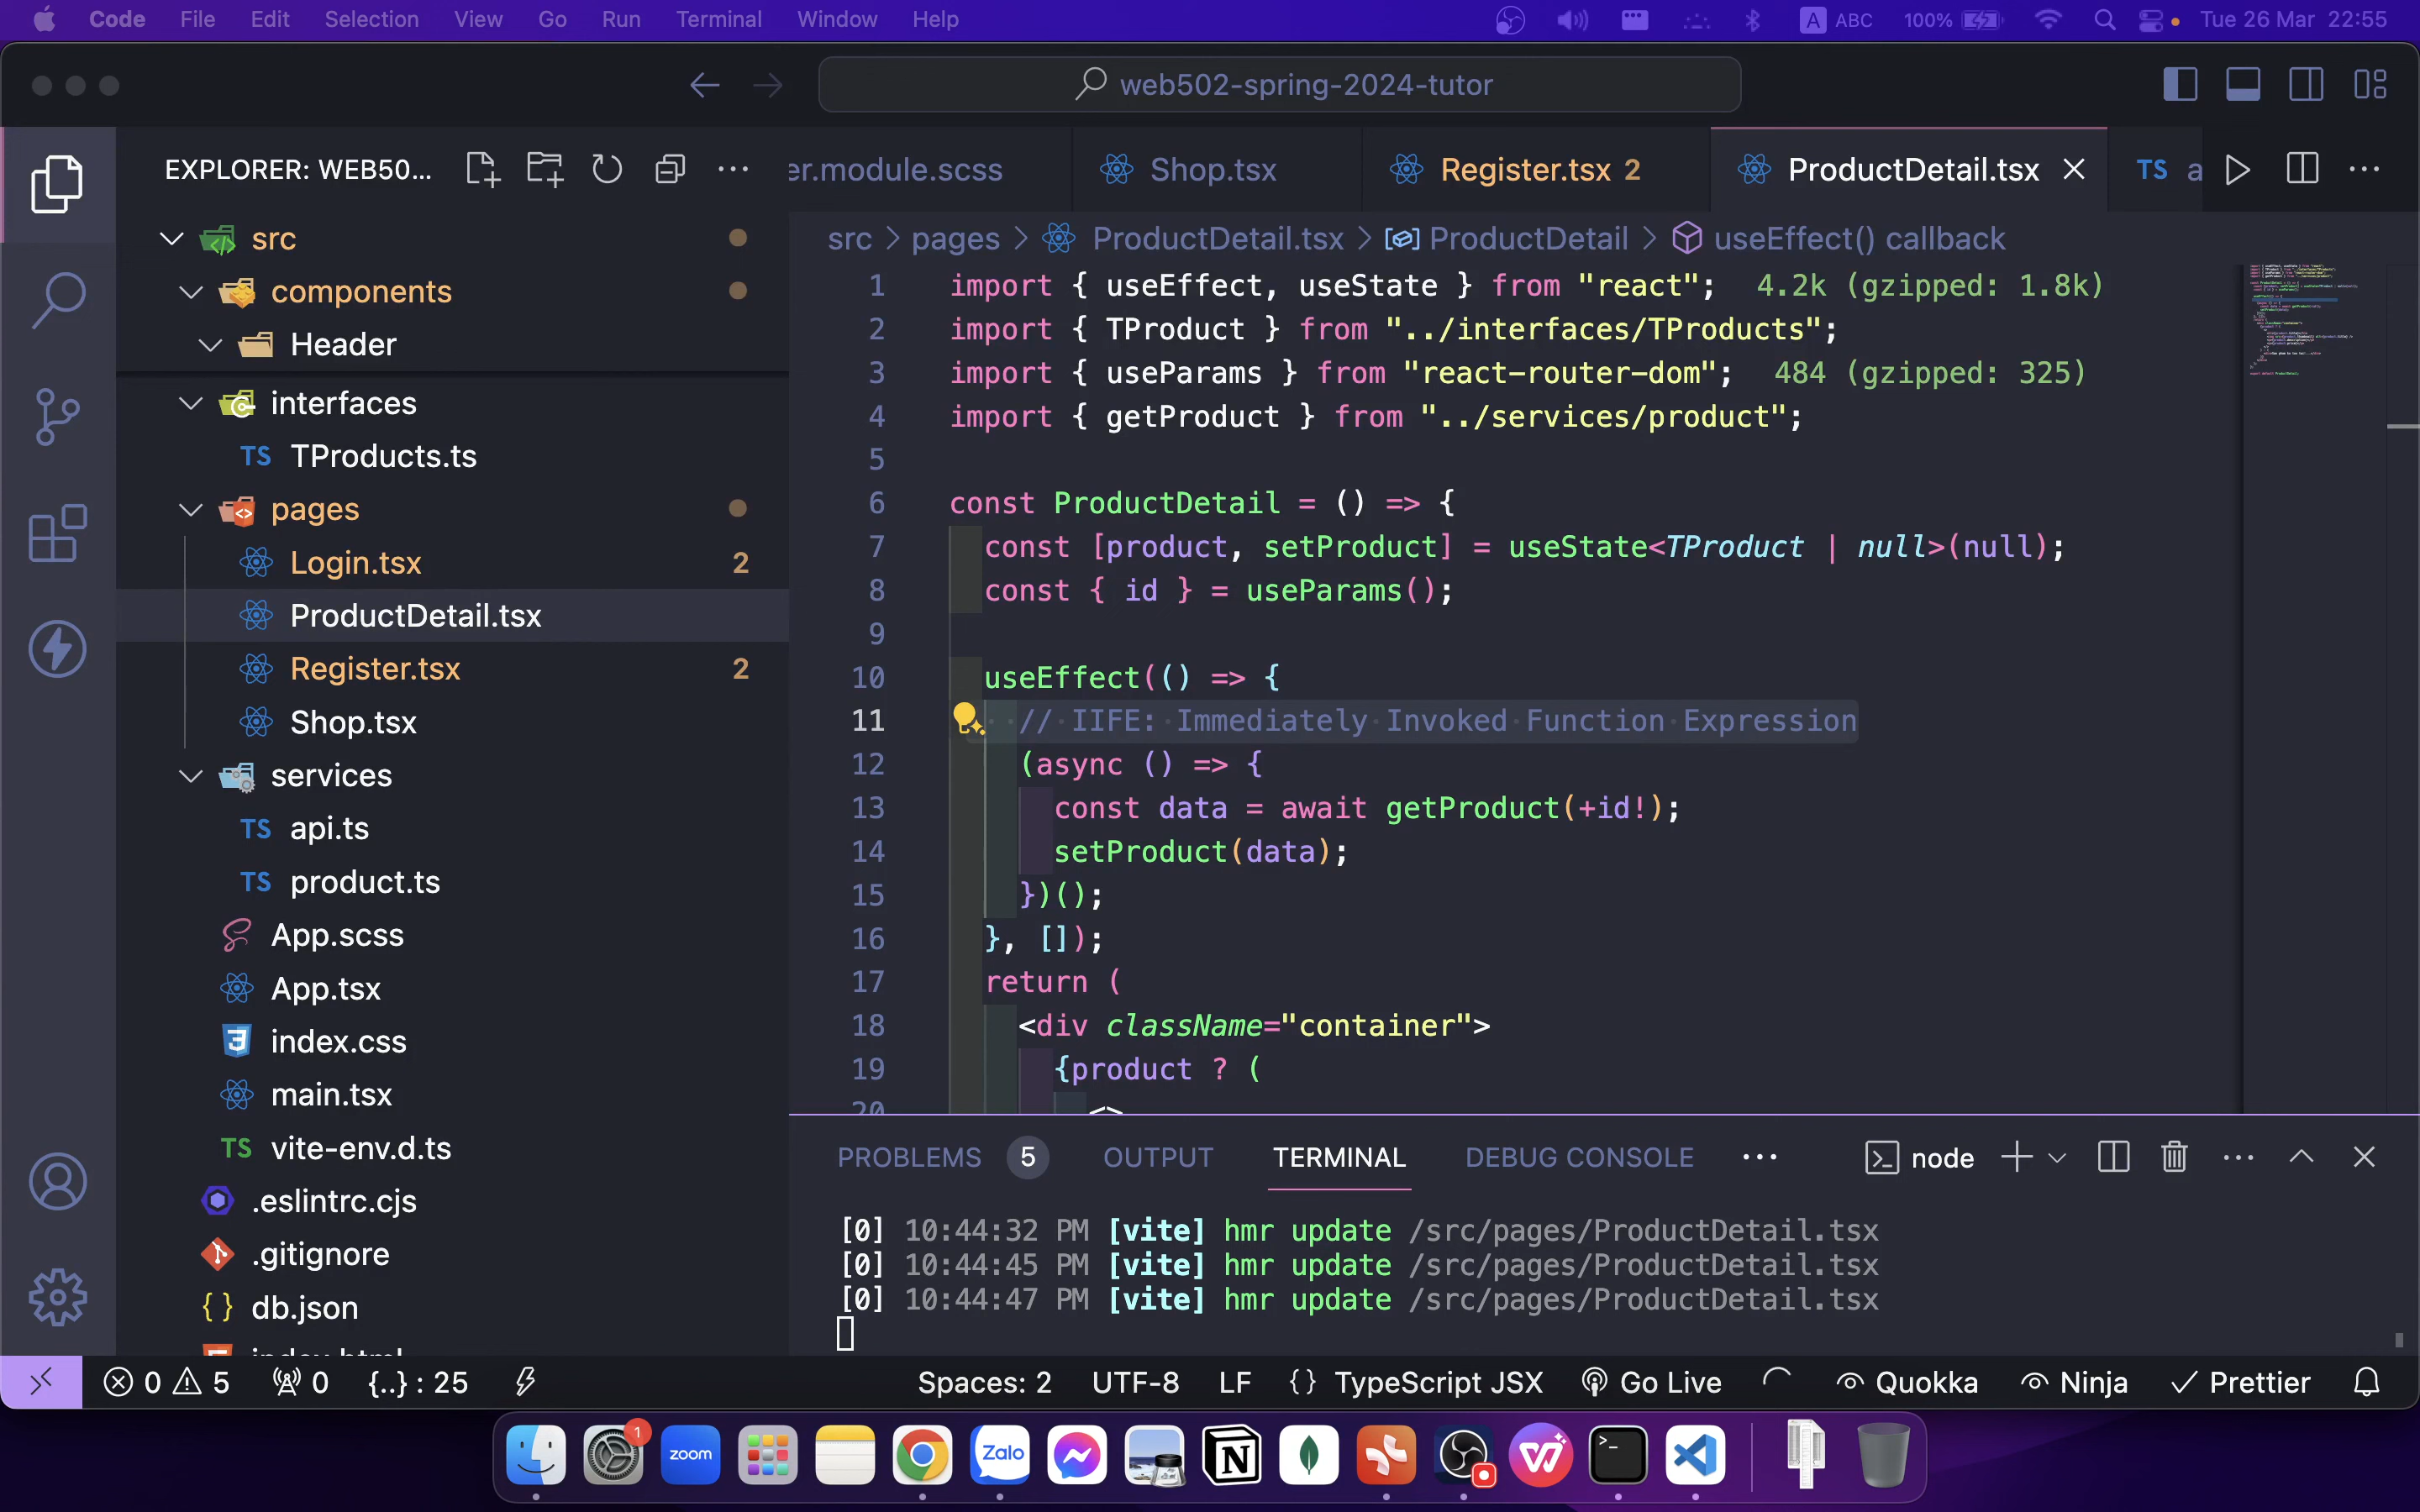 Code File Edit Selection View Go Run Terminal Window Help A ABC 100% Tue 26 Mar 22:55
web502-spring-2024-tutor
EXPLORER: WEB50...
src
components
Header
interfaces
TS TProducts.ts
pages
Login.tsx 2
ProductDetail.tsx
Register.tsx 2
Shop.tsx
services
TS api.ts
TS product.ts
App.scss
App.tsx
index.css
main.tsx
TS vite-env.d.ts
.eslintrc.cjs
.gitignore
{} db.json
index.html
er.module.scss Shop.tsx Register.tsx 2 ProductDetail.tsx TS a
src > pages > ProductDetail.tsx > ProductDetail > useEffect() callback
1 import { useEffect, useState } from "react"; 4.2k (gzipped: 1.8k)
2 import { TProduct } from "../interfaces/TProducts";
3 import { useParams } from "react-router-dom"; 484 (gzipped: 325)
4 import { getProduct } from "../services/product";
5
6 const ProductDetail = () => {
7 const [product, setProduct] = useState<TProduct | null>(null);
8 const { id } = useParams();
9
10 useEffect(() => {
11 // IIFE: Immediately Invoked Function Expression
12 (async () => {
13 const data = await getProduct(+id!);
14 setProduct(data);
15 })();
16 }, []);
17 return (
18 <div className="container">
19 {product ? (
20 <>
PROBLEMS 5 OUTPUT TERMINAL DEBUG CONSOLE ... node
[0] 10:44:32 PM [vite] hmr update /src/pages/ProductDetail.tsx
[0] 10:44:45 PM [vite] hmr update /src/pages/ProductDetail.tsx
[0] 10:44:47 PM [vite] hmr update /src/pages/ProductDetail.tsx
0 5 0 {..} : 25 Spaces: 2 UTF-8 LF {} TypeScript JSX Go Live Quokka Ninja Prettier
1 zoom Zalo N